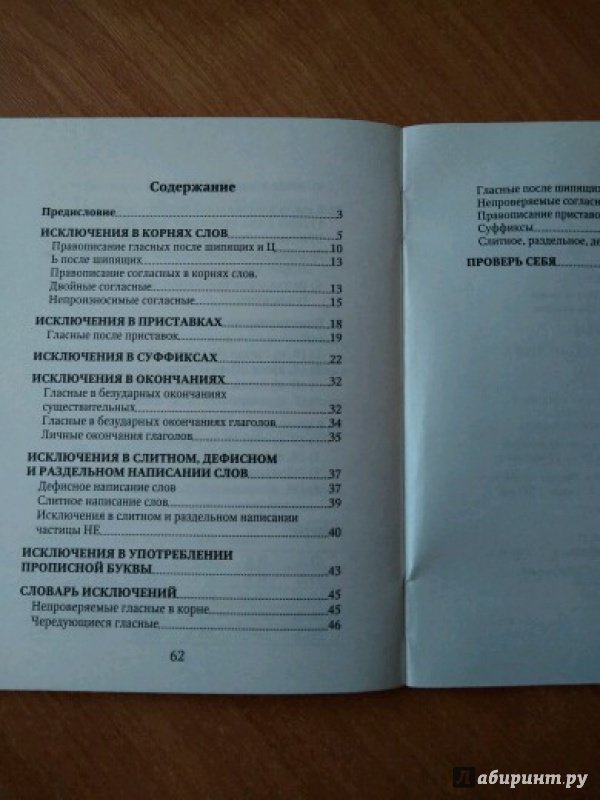 Содержание
Предисловие 3
ИСКЛЮЧЕНИЯ В КОРНЯХ СЛОВ 5
Правописание гласных после шипящих и Ц 10
Ь после шипящих 13
Правописание согласных в корнях слов.
Двойные согласные 13
Непроизносимые согласные 15
ИСКЛЮЧЕНИЯ В ПРИСТАВКАХ 18
Гласные после приставок 19
ИСКЛЮЧЕНИЯ В СУФФИКСАХ 22
ИСКЛЮЧЕНИЯ В ОКОНЧАНИЯХ 32
Гласные в безударных окончаниях
существительных 32
Гласные в безударных окончаниях глаголов 34
Личные окончания глаголов 35
ИСКЛЮЧЕНИЯ В СЛИТНОМ, ДЕФИСНОМ
И РАЗДЕЛЬНОМ НАПИСАНИИ СЛОВ 37
Дефисное написание слов 37
Слитное написание слов 39
Исключения в слитном и раздельном написании
частицы НЕ 40
ИСКЛЮЧЕНИЯ В УПОТРЕБЛЕНИИ
ПРОПИСНОЙ БУКВЫ 43
СЛОВАРЬ ИСКЛЮЧЕНИЙ 45
Непроверяемые гласные в корне 45
Чередующиеся гласные 46
62
Гласные после шипящих
Непроверяемые соглас
Правописание приставо
Суффиксы
Слитное, раздельное, де
ПРОВЕРЬ СЕБЯ
абиринт.ру